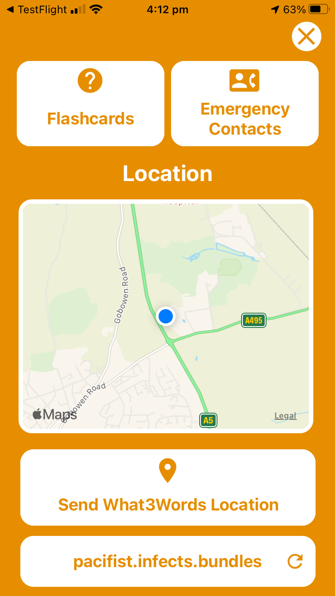 TestFlight
4:12 pm
63%
Flashcards
Emergency
Contacts
Location
Gobowen Road
A495
Gobowen Road
A5
Maps
Legal
Send What3Words Location
pacifist.infects.bundles